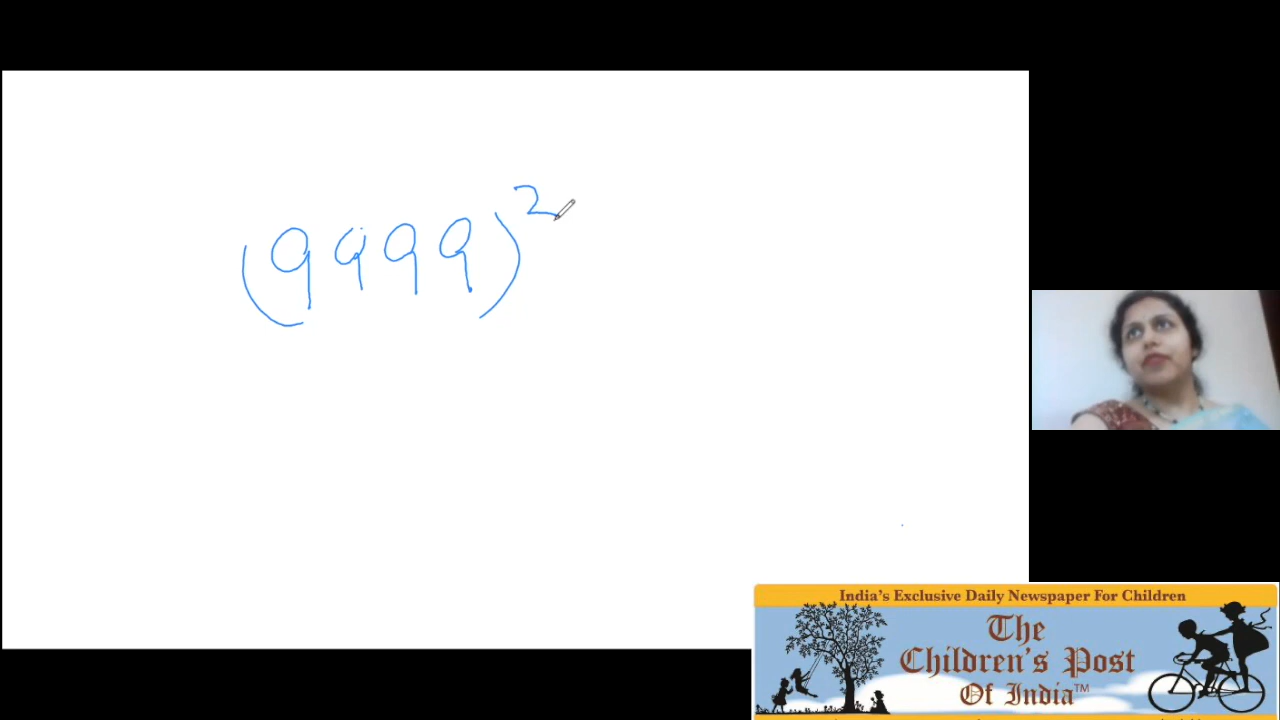 (9999)²
India's Exclusive Daily Newspaper For Children
The
Children's Post
Of India™